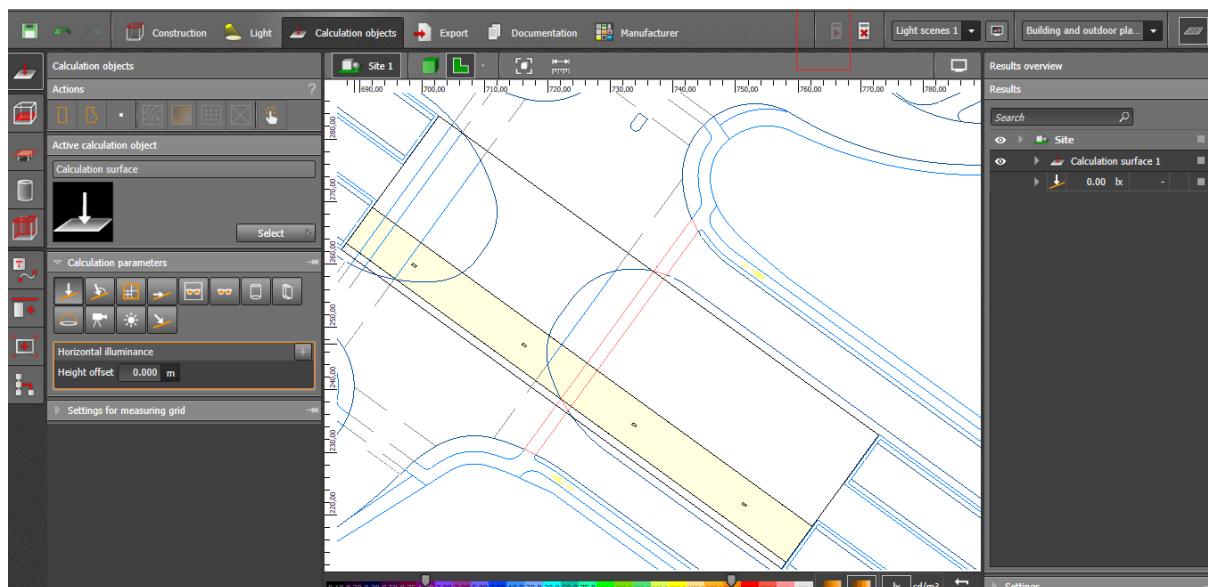 Construction
Light
Calculation objects
Export
Documentation
Manufacturer
Light scenes 1
Building and outdoor pla...
Calculation objects
Actions
?
Active calculation object
Calculation surface
Select
Calculation parameters
Horizontal illuminance
Height offset 0.000 m
Settings for measuring grid
Site 1
690,00 700,00 710,00 720,00 730,00 740,00 750,00 760,00 770,00 780,00
280,00
270,00
260,00
250,00
240,00
230,00
220,00
lx cd/m²
Results overview
Results
Search
Site
Calculation surface 1
0.00 lx -
Settings